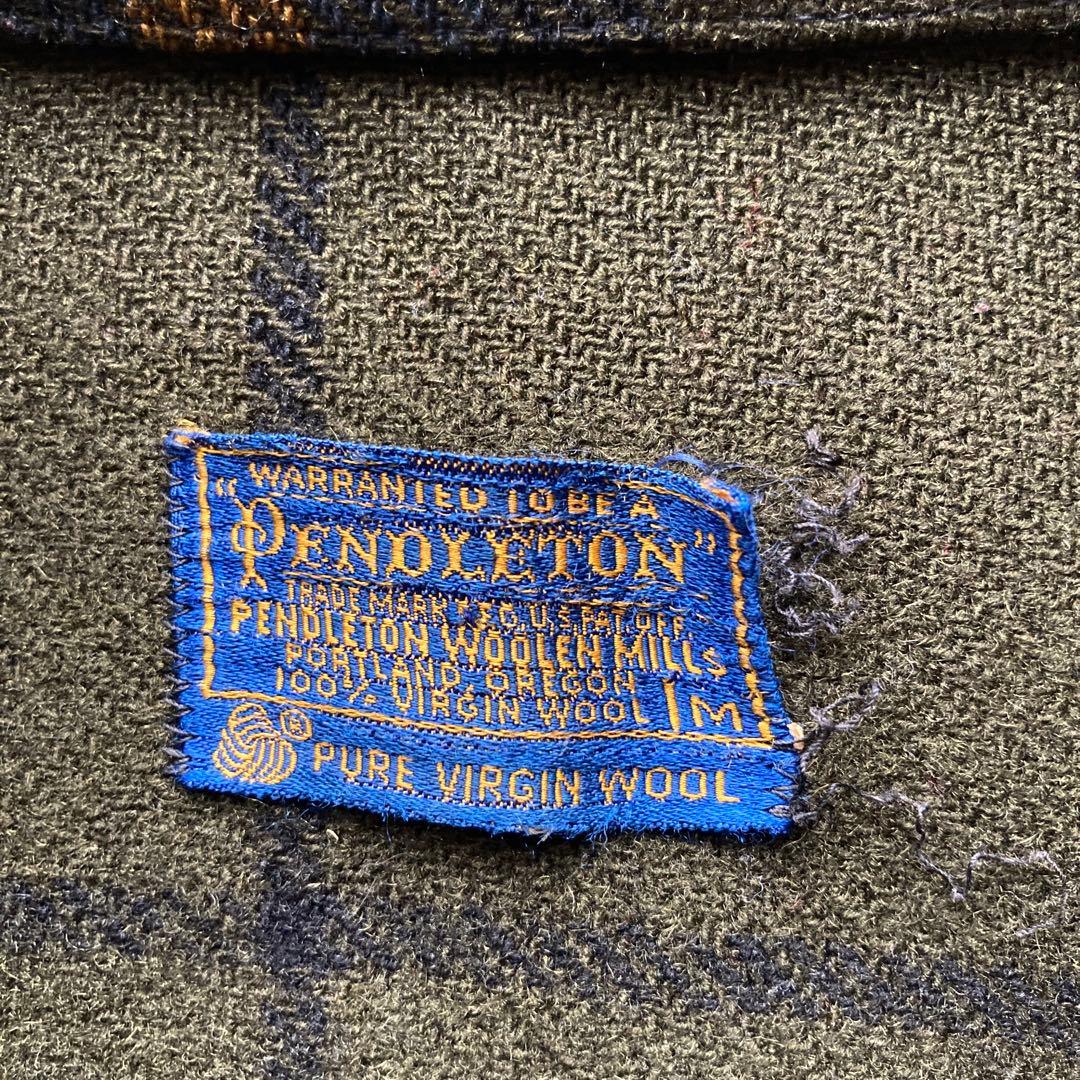 WARRANTED TO BE A
"PENDLETON"
TRADE MARK REG. U.S. PAT. OFF.
PENDLETON WOOLEN MILLS
PORTLAND, OREGON
100% VIRGIN WOOL M
® PURE VIRGIN WOOL